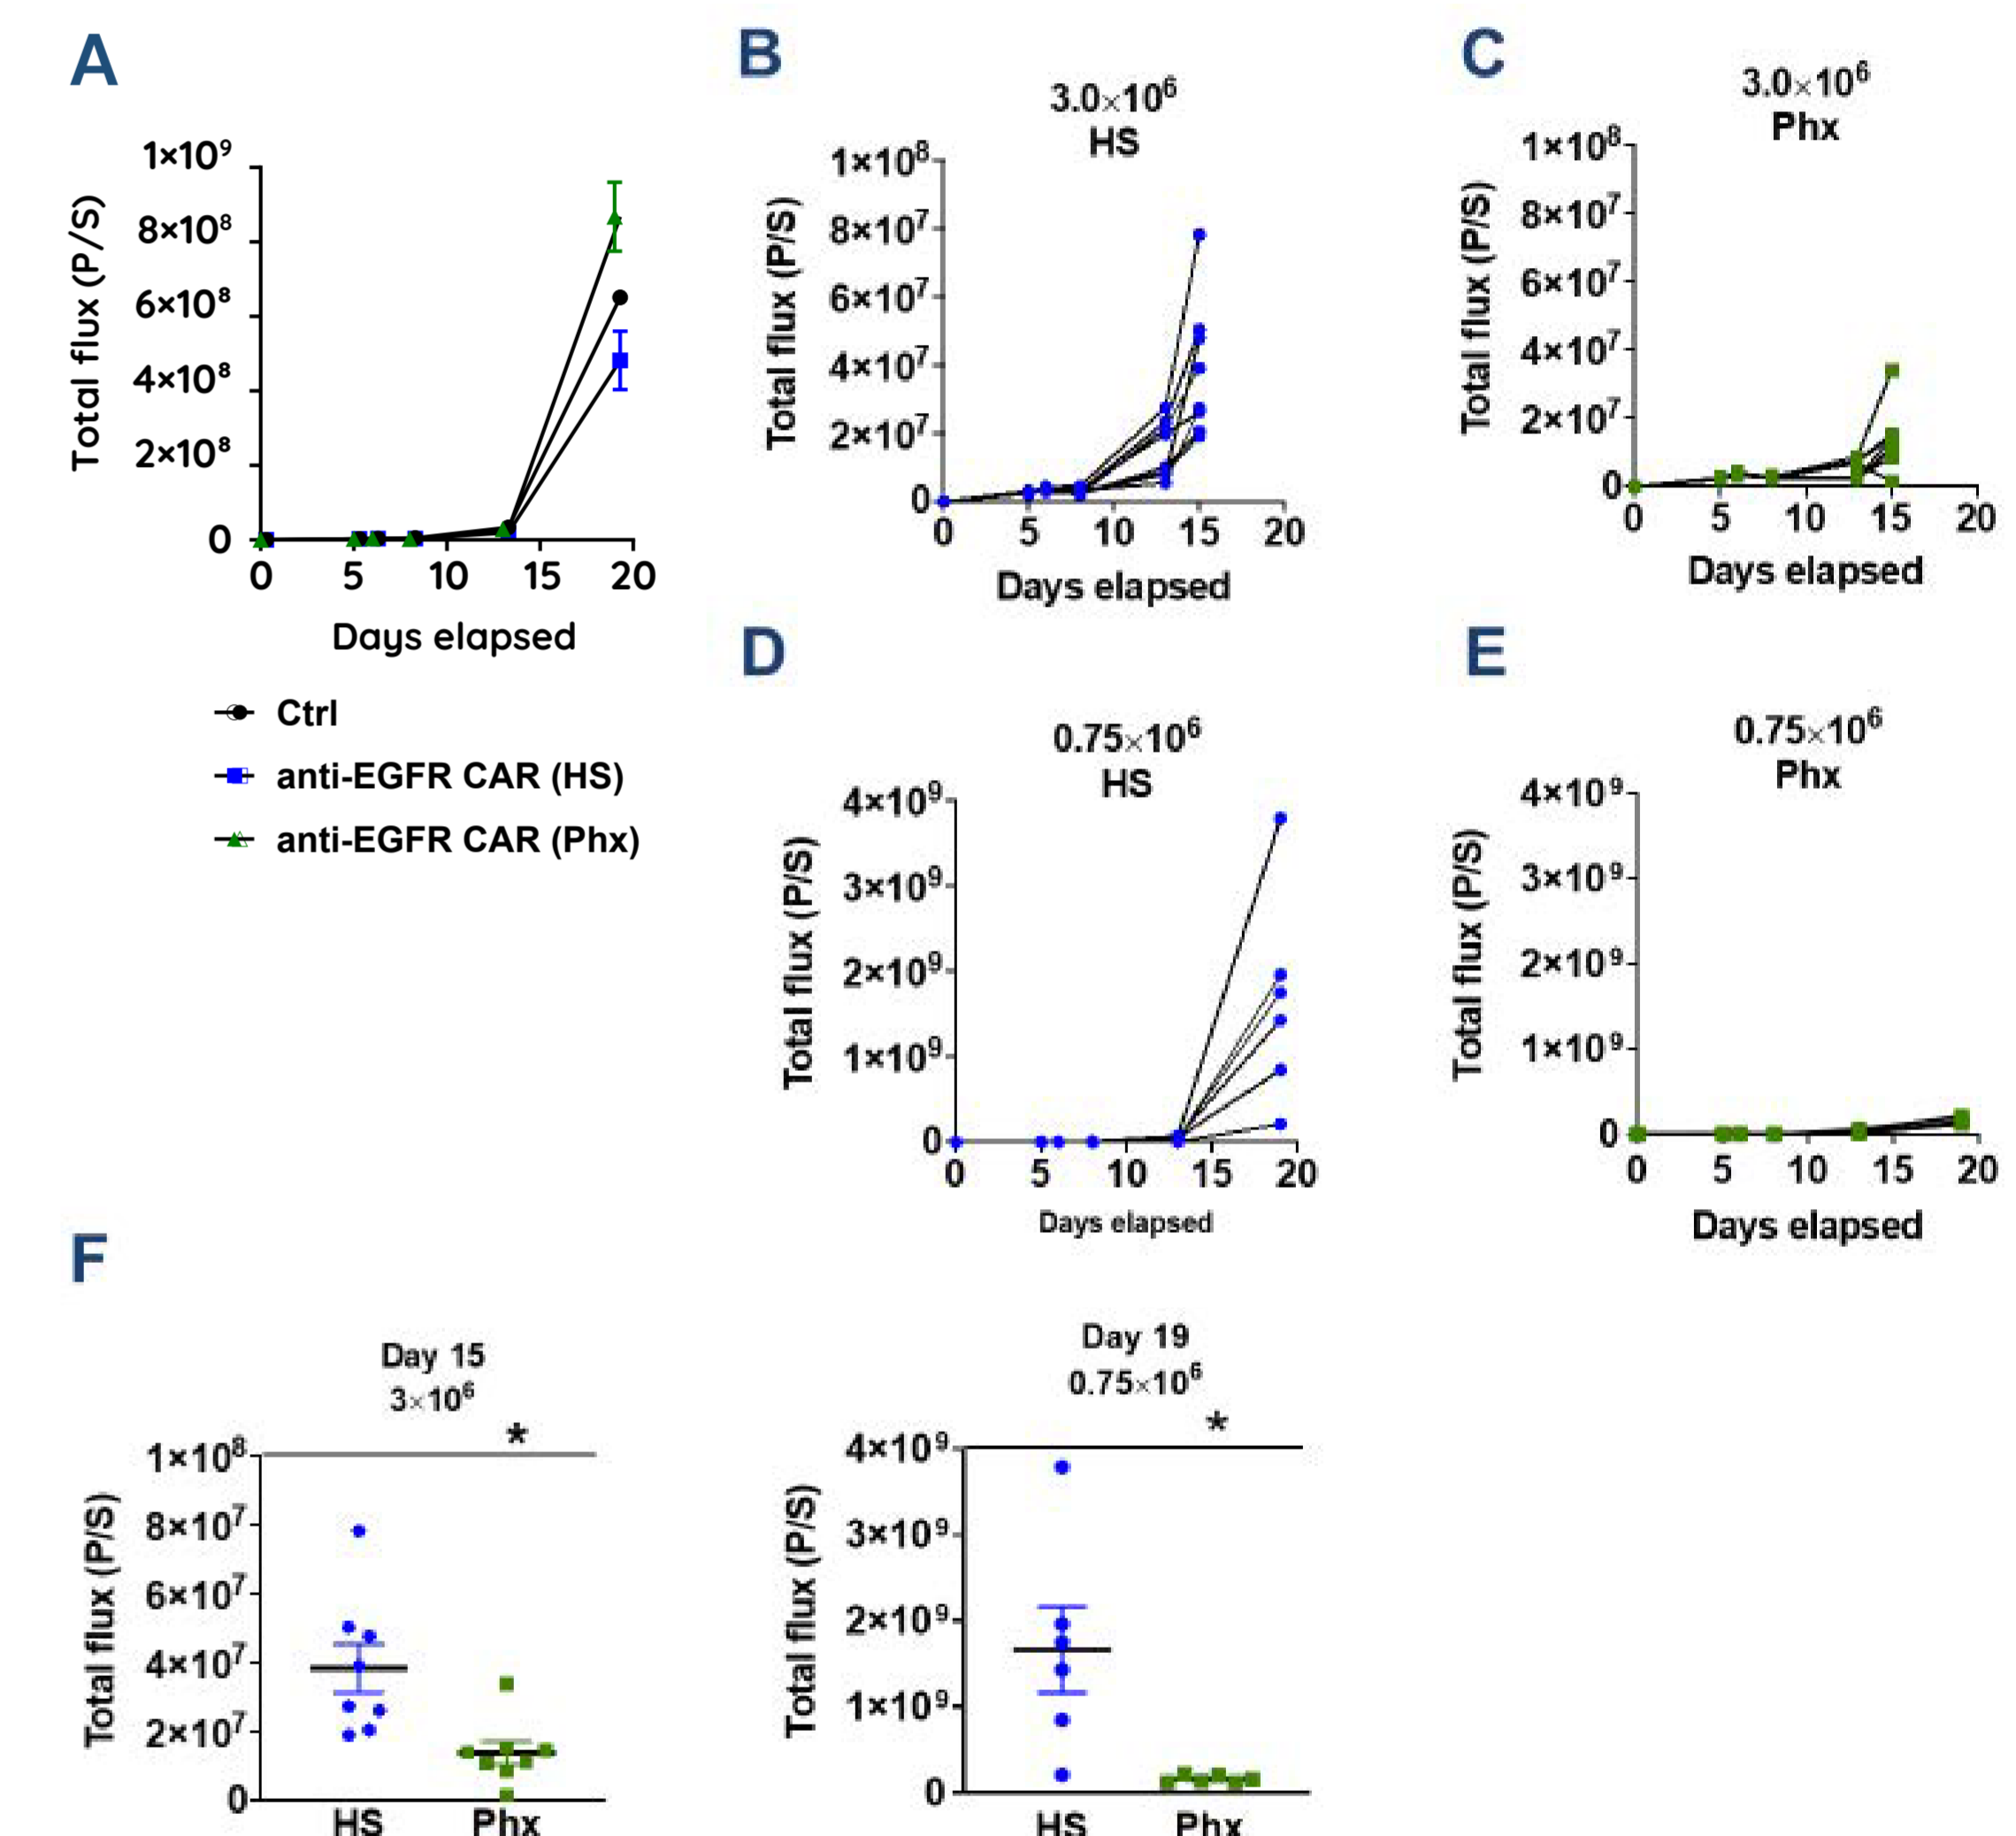 A
1×10⁹
8×10⁸
6×10⁸
4×10⁸
2×10⁸
0
Total flux (P/S)
0 5 10 15 20
Days elapsed
Ctrl
anti-EGFR CAR (HS)
anti-EGFR CAR (Phx)
B
3.0×10⁶
HS
1×10⁸
8×10⁷
6×10⁷
4×10⁷
2×10⁷
0
Total flux (P/S)
0 5 10 15 20
Days elapsed
C
3.0×10⁶
Phx
1×10⁸
8×10⁷
6×10⁷
4×10⁷
2×10⁷
0
Total flux (P/S)
0 5 10 15 20
Days elapsed
D
0.75×10⁶
HS
4×10⁹
3×10⁹
2×10⁹
1×10⁹
0
Total flux (P/S)
0 5 10 15 20
Days elapsed
E
0.75×10⁶
Phx
4×10⁹
3×10⁹
2×10⁹
1×10⁹
0
Total flux (P/S)
0 5 10 15 20
Days elapsed
F
Day 15
3×10⁶
*
1×10⁸
8×10⁷
6×10⁷
4×10⁷
2×10⁷
0
Total flux (P/S)
HS Phx
Day 19
0.75×10⁶
*
4×10⁹
3×10⁹
2×10⁹
1×10⁹
0
Total flux (P/S)
HS Phx